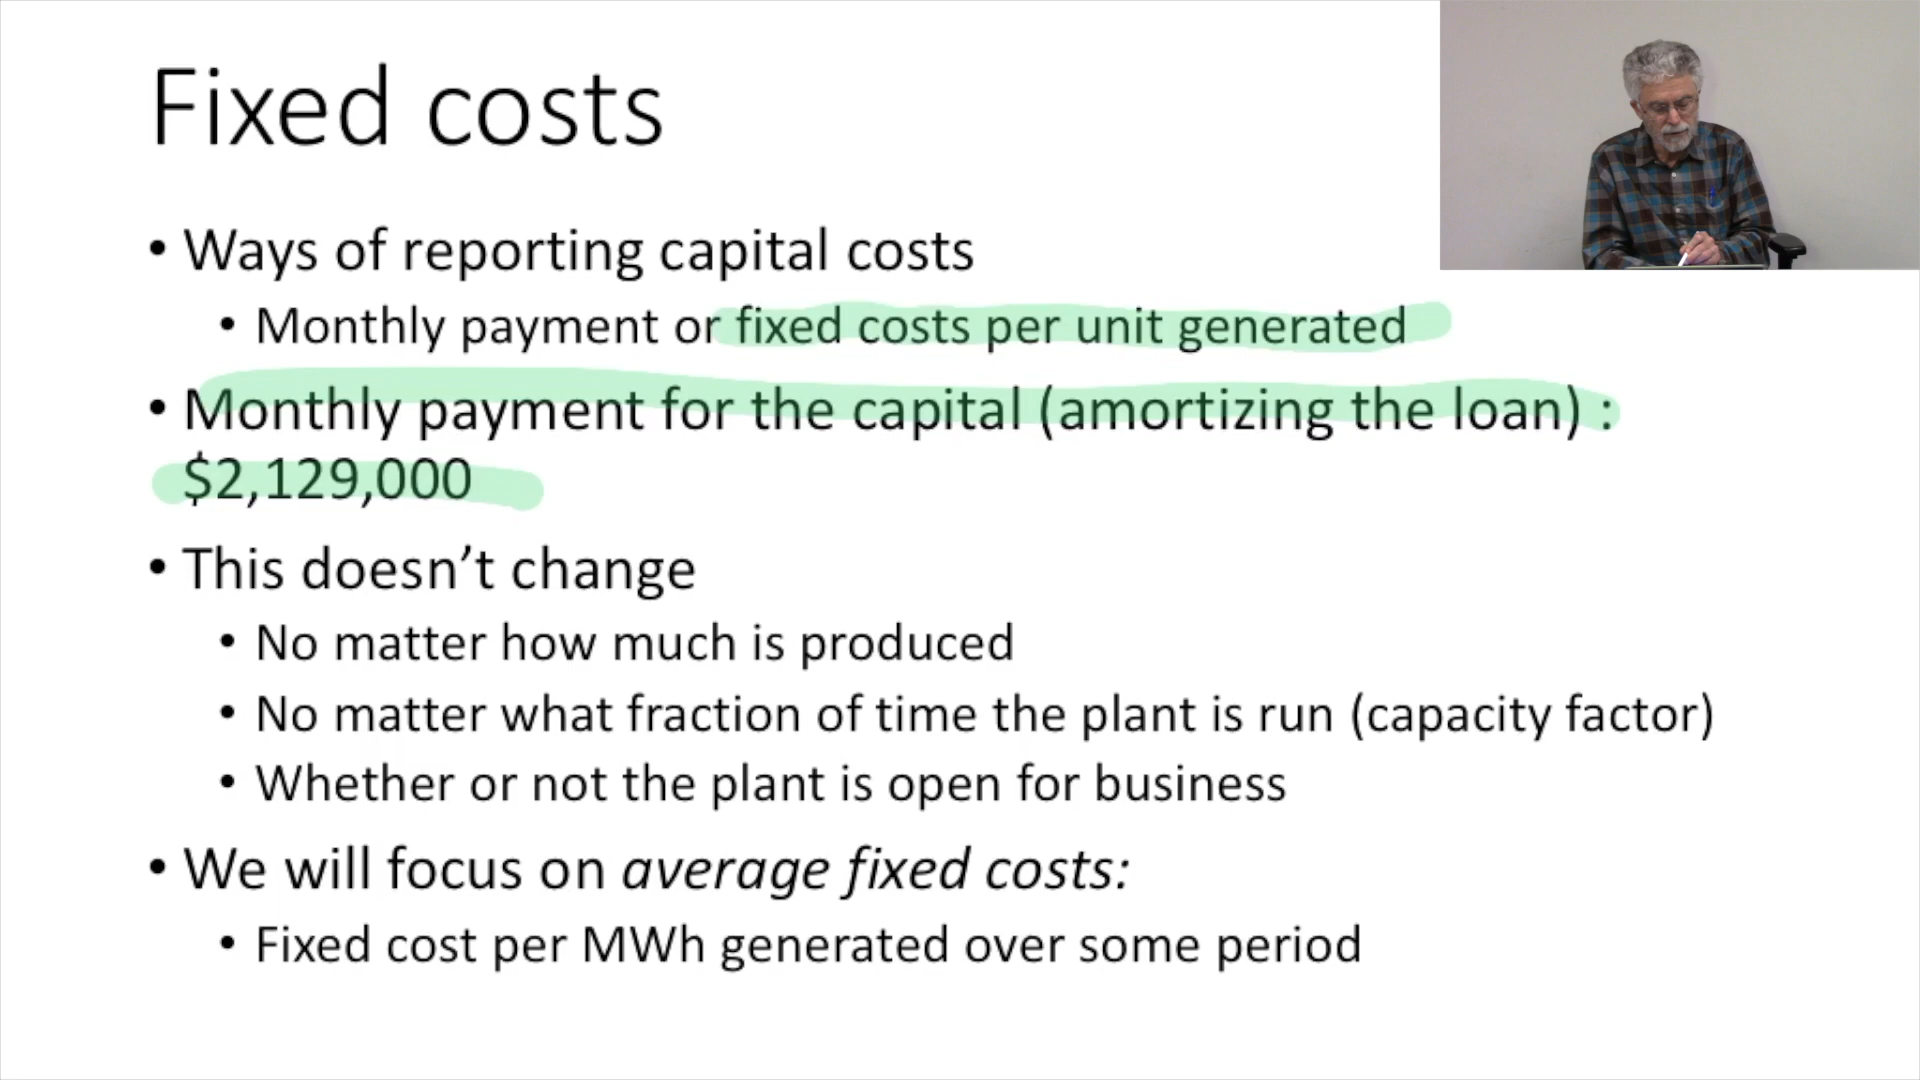 Fixed costs
• Ways of reporting capital costs
• Monthly payment or fixed costs per unit generated
• Monthly payment for the capital (amortizing the loan) :
$2,129,000
• This doesn’t change
• No matter how much is produced
• No matter what fraction of time the plant is run (capacity factor)
• Whether or not the plant is open for business
• We will focus on average fixed costs:
• Fixed cost per MWh generated over some period